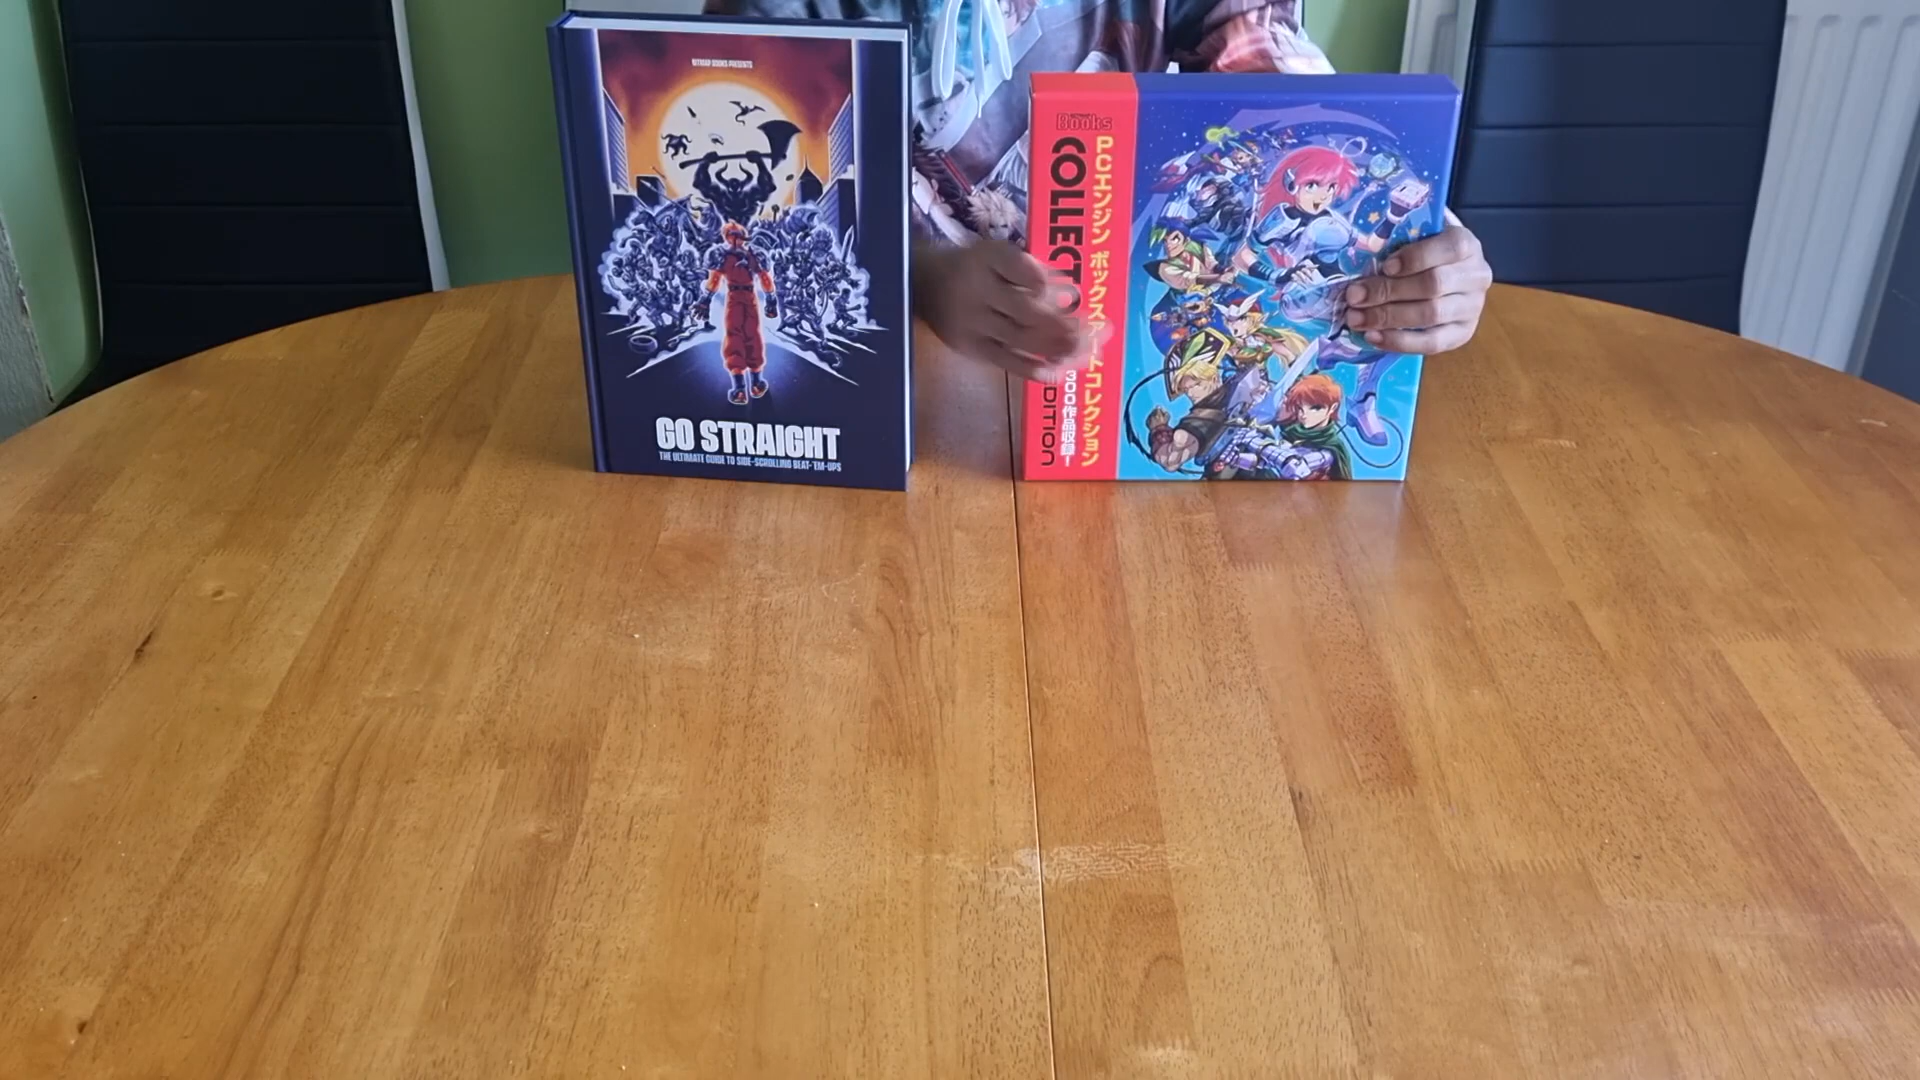 BITMAP BOOKS PRESENTS
GO STRAIGHT
THE ULTIMATE GUIDE TO SIDE-SCROLLING BEAT-'EM-UPS
Books
COLLECTO
EDITION
PCエンジン ボックスアートコレクション
300作品収録!